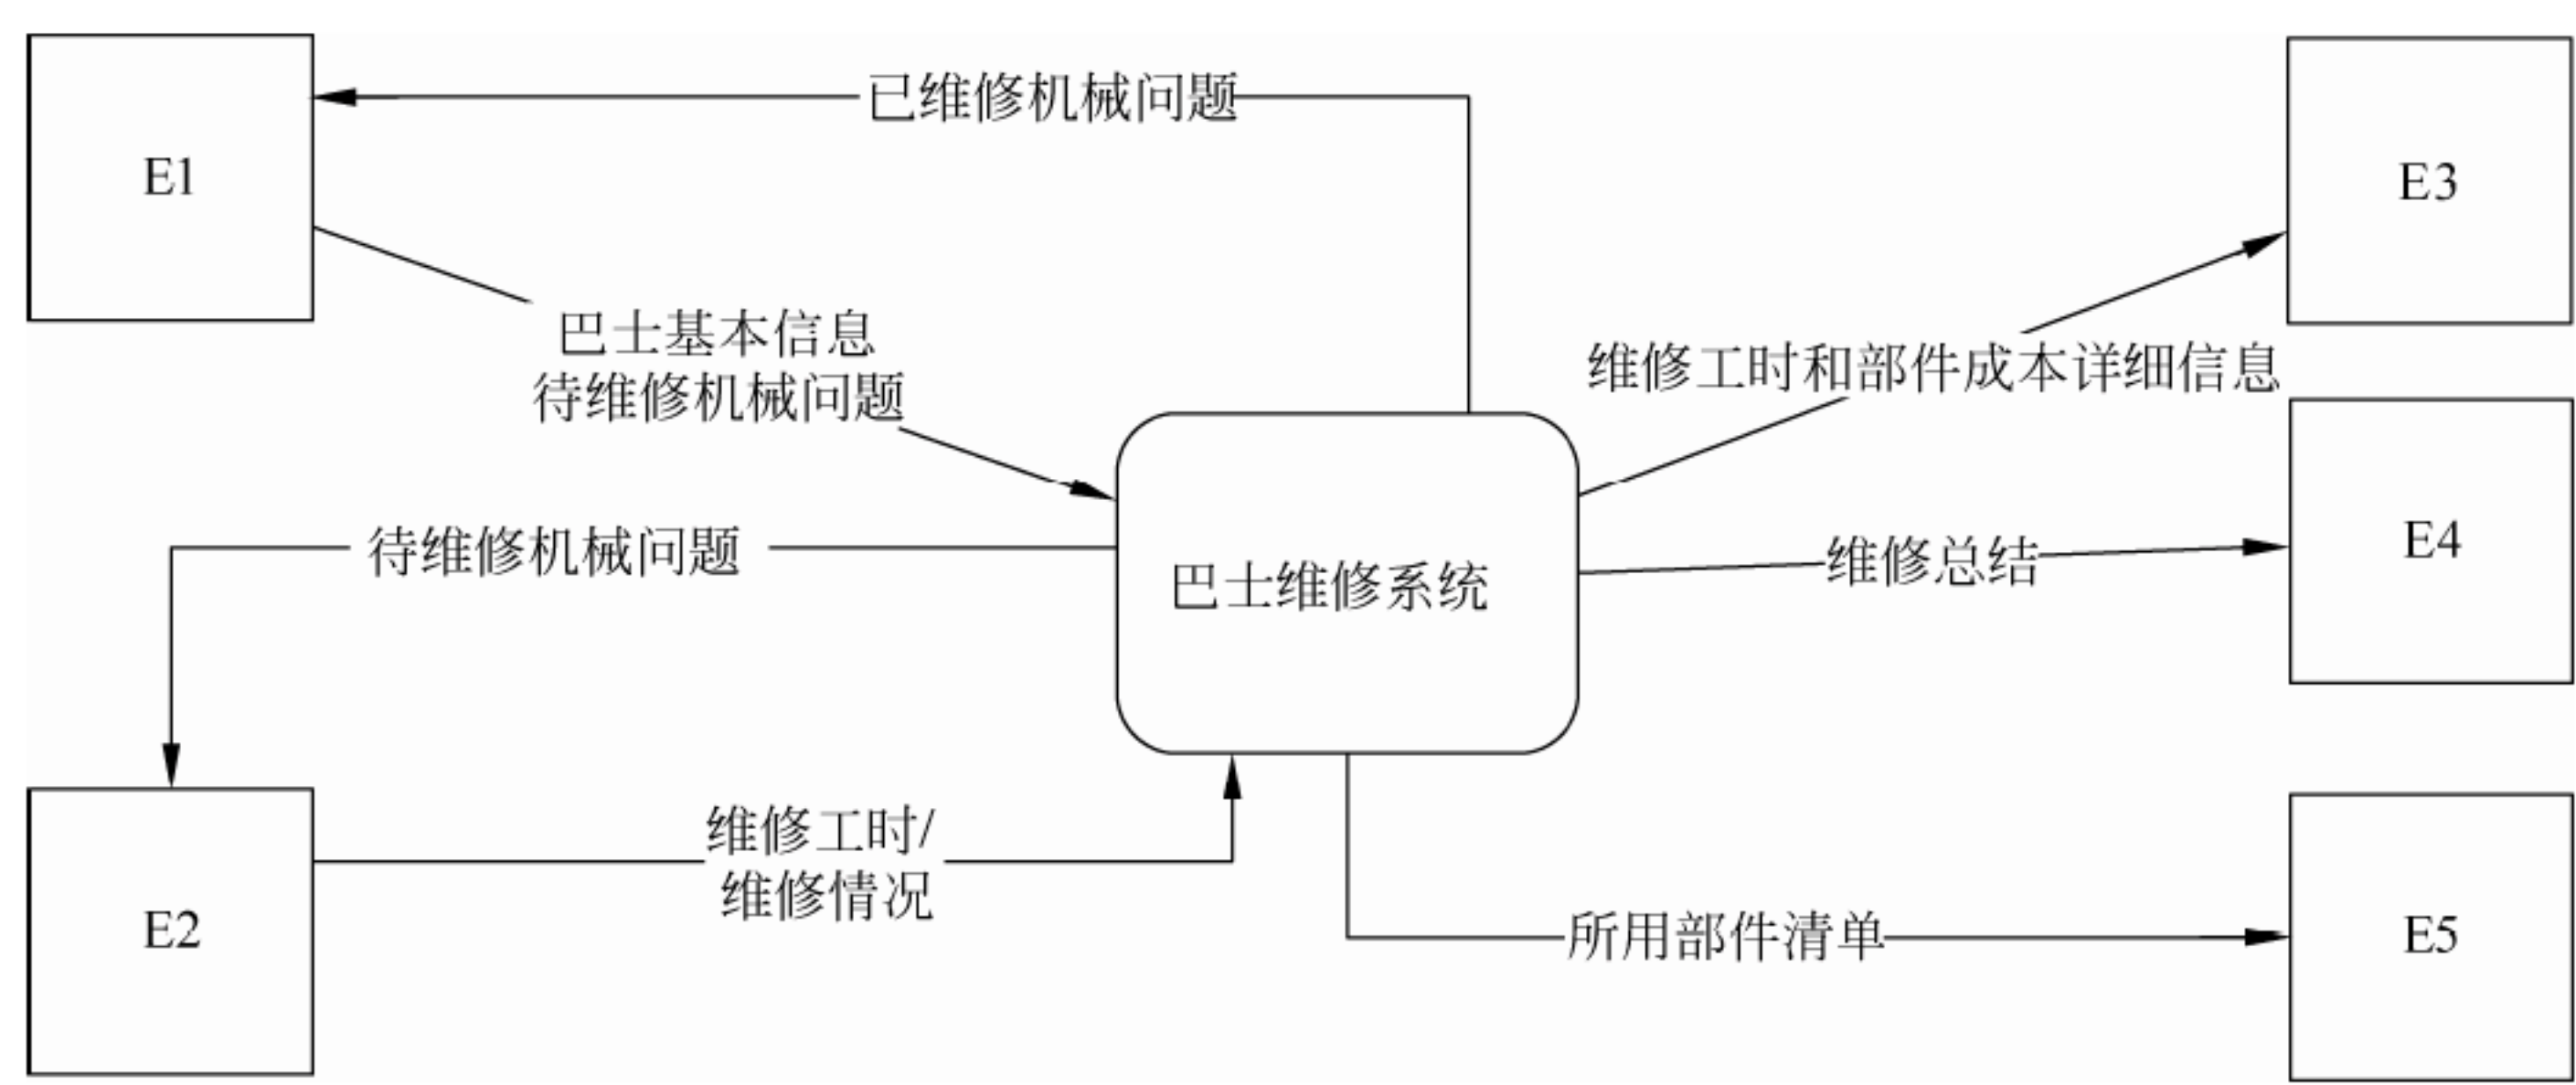 已维修机械问题
E1
E3
巴士基本信息
待维修机械问题
维修工时和部件成本详细信息
待维修机械问题
巴士维修系统
维修总结
E4
维修工时/
维修情况
E2
所用部件清单
E5